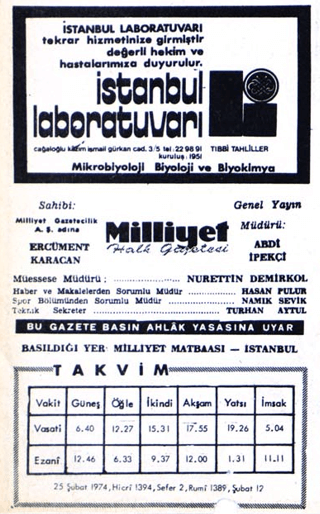 İSTANBUL LABORATUVARI
tekrar hizmetinize girmiştir
değerli hekim ve
hastalarımıza duyurulur.
istanbul
laboratuvarı
cağaloğlu kâzım ismail gürkan cad. 3/5 tel: 22 98 91
kuruluş: 1951
TIBBİ TAHLİLLER
Mikrobiyoloji Biyoloji ve Biyokimya
Sahibi:
Milliyet Gazetecilik
A. Ş. adına
ERCÜMENT
KARACAN
Milliyet
Halk Gazetesi
Genel Yayın
Müdürü:
ABDİ
İPEKÇİ
Müessese Müdürü ; ................ NURETTİN DEMİRKOL
Haber ve Makalelerden Sorumlu Müdür ........ HASAN PULUR
Spor Bölümünden Sorumlu Müdür ........ NAMIK SEVİK
Teknik Sekreter ................ TURHAN AYTUL
BU GAZETE BASIN AHLÂK YASASINA UYAR
BASILDIĞI YER: MİLLİYET MATBAASI — İSTANBUL
TAKVİM
Vakit Güneş Öğle İkindi Akşam Yatsı İmsak
Vasati 6.40 12.27 15.31 17.55 19.26 5.04
Ezanî 12.46 6.33 9.37 12.00 1.31 11.11
25 Şubat 1974, Hicrî 1394, Sefer 2, Rumî 1389, Şubat 12